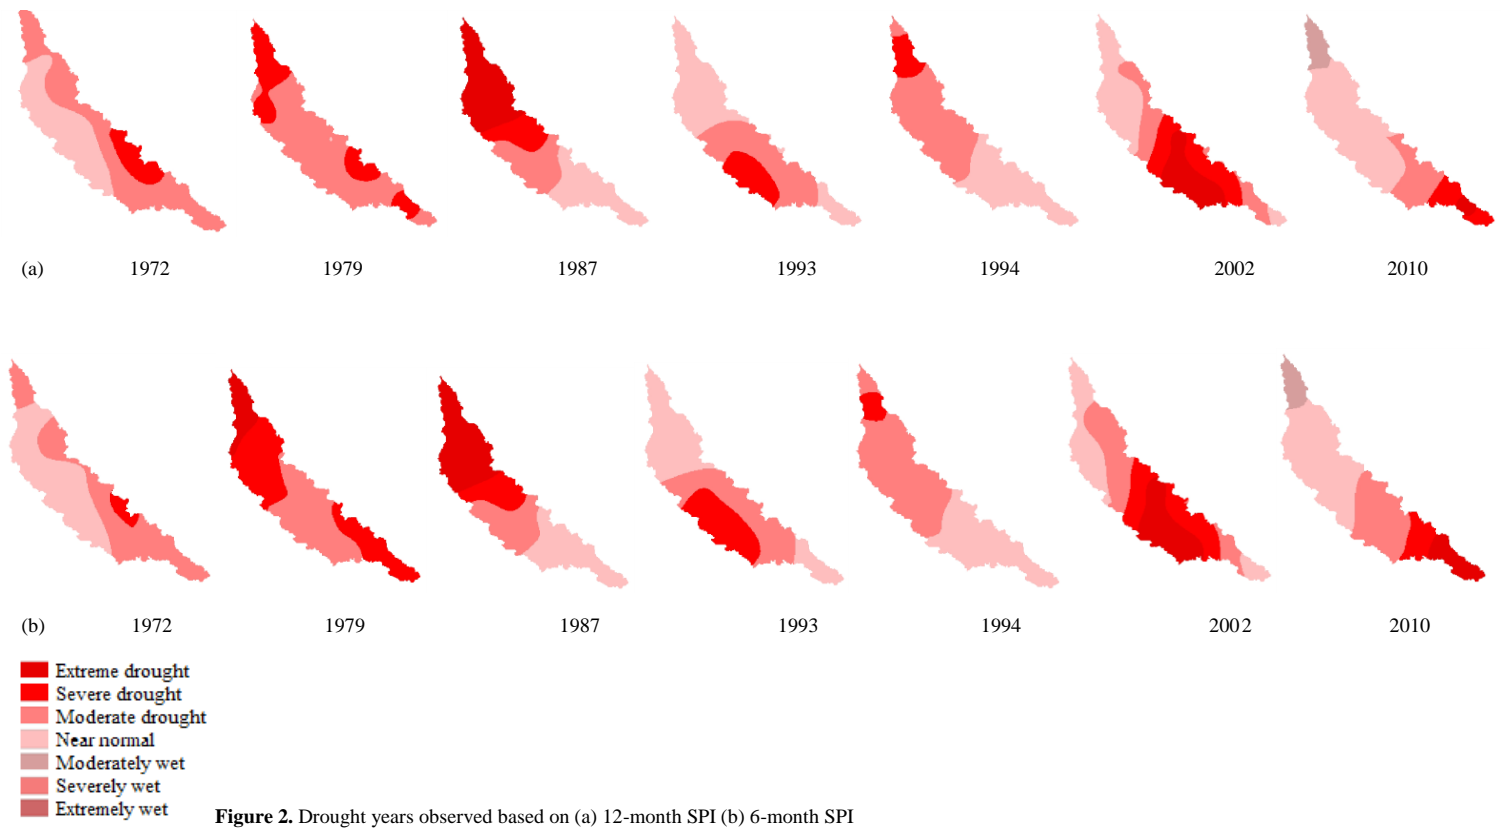 (a) 1972 1979 1987 1993 1994 2002 2010
(b) 1972 1979 1987 1993 1994 2002 2010
Extreme drought
Severe drought
Moderate drought
Near normal
Moderately wet
Severely wet
Extremely wet
Figure 2. Drought years observed based on (a) 12-month SPI (b) 6-month SPI